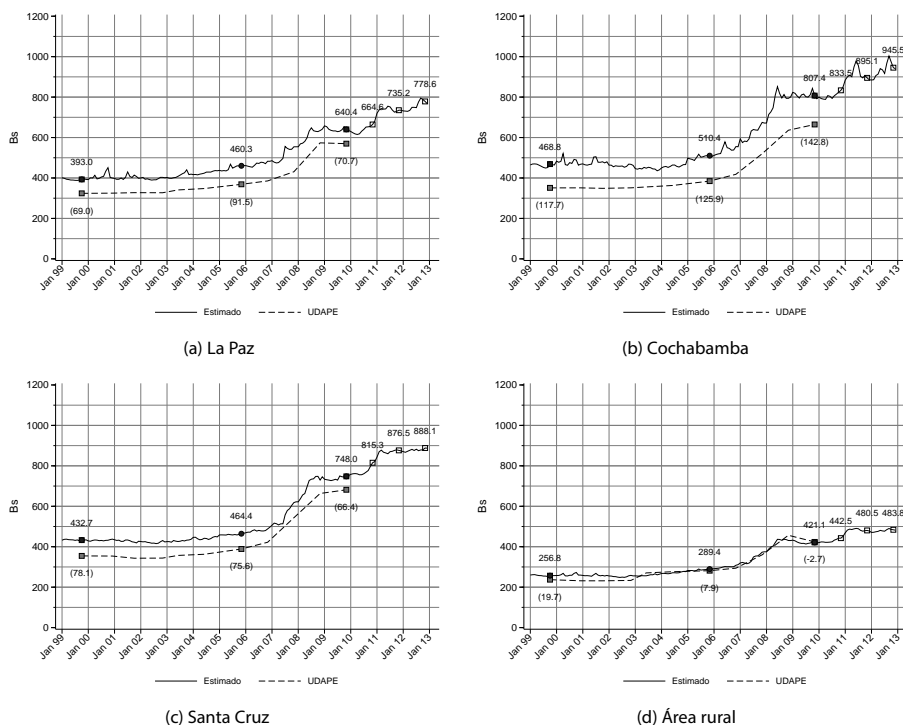 1200
1000
800
600
400
200
0
Bs
393.0
(69.0)
460.3
(91.5)
640.4
(70.7)
664.6
735.2
778.6
Jan 99
Jan 00
Jan 01
Jan 02
Jan 03
Jan 04
Jan 05
Jan 06
Jan 07
Jan 08
Jan 09
Jan 10
Jan 11
Jan 12
Jan 13
Estimado UDAPE
(a) La Paz
1200
1000
800
600
400
200
0
468.8
(117.7)
510.4
(125.9)
807.4
(142.8)
833.5
895.1
945.5
Jan 99
Jan 00
Jan 01
Jan 02
Jan 03
Jan 04
Jan 05
Jan 06
Jan 07
Jan 08
Jan 09
Jan 10
Jan 11
Jan 12
Jan 13
Estimado UDAPE
(b) Cochabamba
1200
1000
800
600
400
200
0
Bs
432.7
(78.1)
464.4
(75.6)
748.0
(66.4)
815.3
876.5
888.1
Jan 99
Jan 00
Jan 01
Jan 02
Jan 03
Jan 04
Jan 05
Jan 06
Jan 07
Jan 08
Jan 09
Jan 10
Jan 11
Jan 12
Jan 13
Estimado UDAPE
(c) Santa Cruz
1200
1000
800
600
400
200
0
256.8
(19.7)
289.4
(7.9)
421.1
(-2.7)
442.5
480.5
483.8
Jan 99
Jan 00
Jan 01
Jan 02
Jan 03
Jan 04
Jan 05
Jan 06
Jan 07
Jan 08
Jan 09
Jan 10
Jan 11
Jan 12
Jan 13
Estimado UDAPE
(d) Área rural